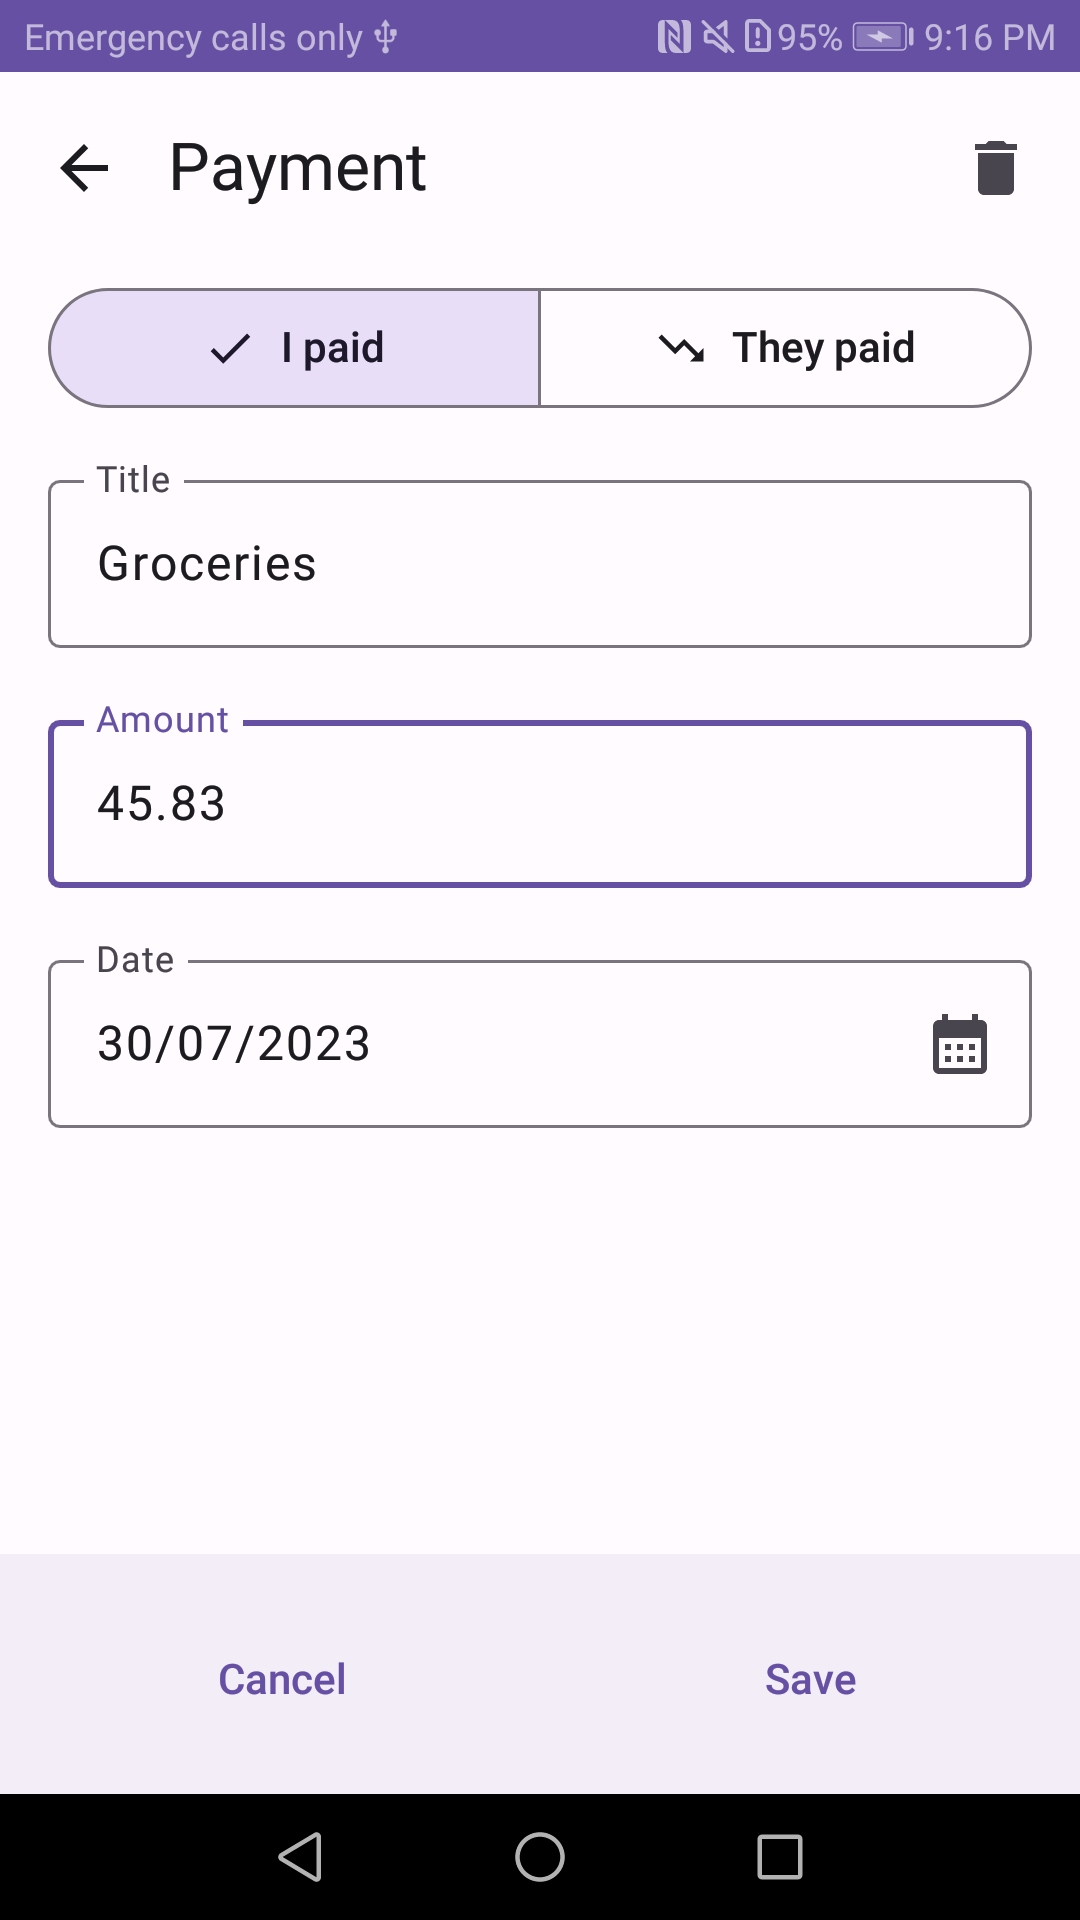 Emergency calls only 95% 9:16 PM
Payment
I paid They paid
Title
Groceries
Amount
45.83
Date
30/07/2023
Cancel Save